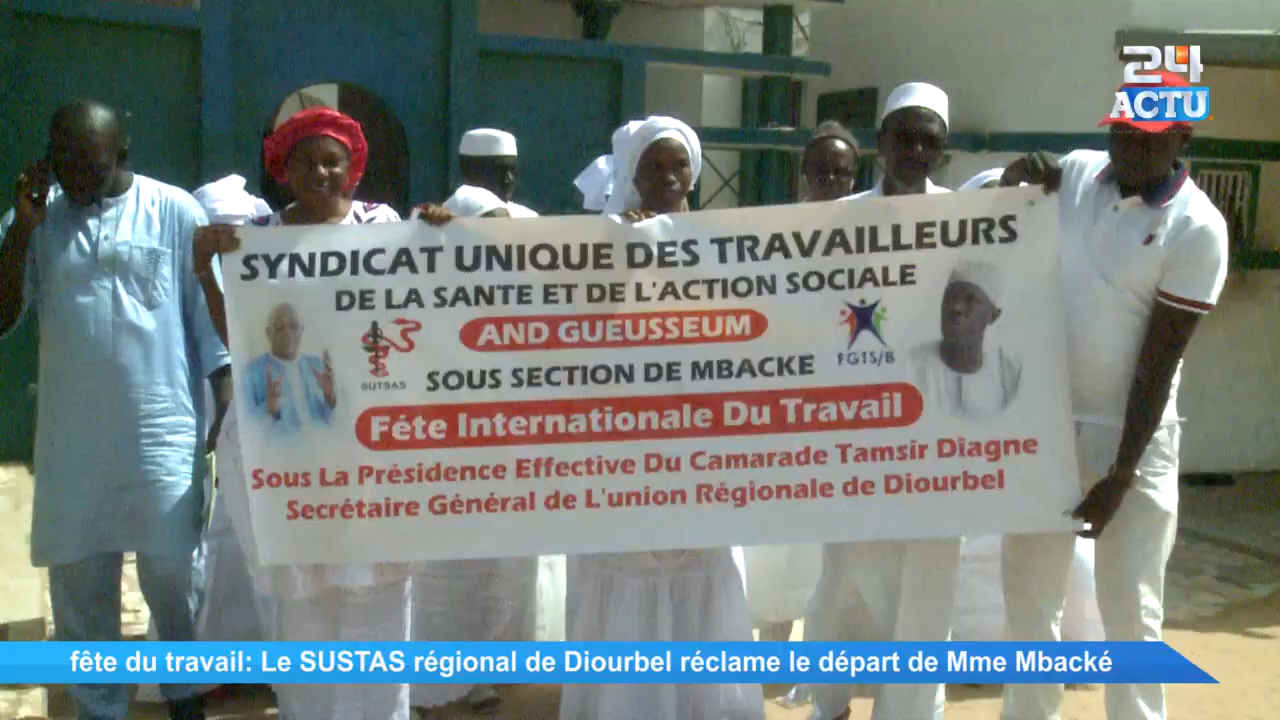 24
ACTU
SYNDICAT UNIQUE DES TRAVAILLEURS
DE LA SANTE ET DE L'ACTION SOCIALE
AND GUEUSSEUM
SUTSAS
FGTS/B
SOUS SECTION DE MBACKE
Féte Internationale Du Travail
Sous La Présidence Effective Du Camarade Tamsir Diagne
Secrétaire Général de L'union Régionale de Diourbel
fête du travail: Le SUSTAS régional de Diourbel réclame le départ de Mme Mbacké